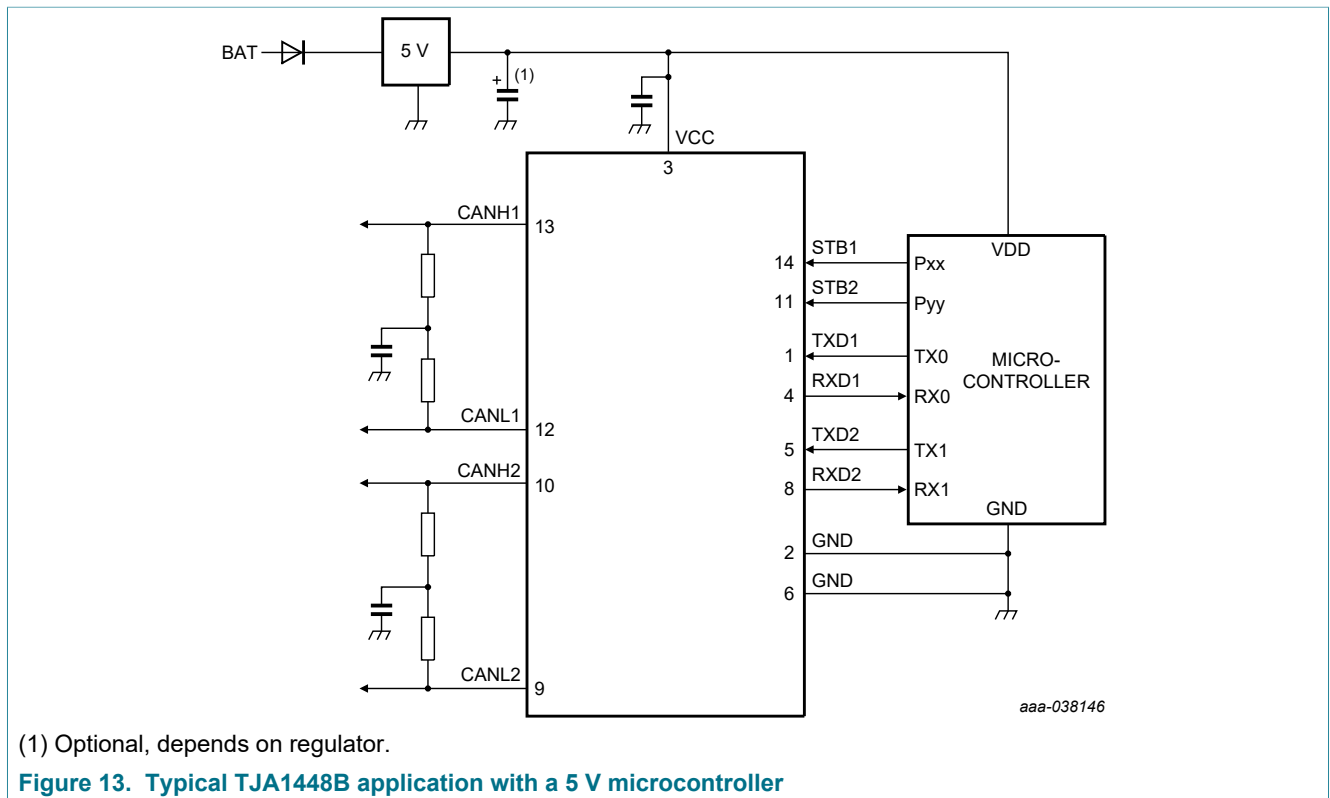 BAT
5 V
+
(1)
VCC
3
CANH1
13
STB1
14
Pxx
VDD
STB2
11
Pyy
TXD1
1
TX0
MICRO-
CONTROLLER
RXD1
4
RX0
CANL1
12
TXD2
5
TX1
CANH2
10
RXD2
8
RX1
GND
GND
2
GND
6
CANL2
9
aaa-038146
(1) Optional, depends on regulator.
Figure 13. Typical TJA1448B application with a 5 V microcontroller